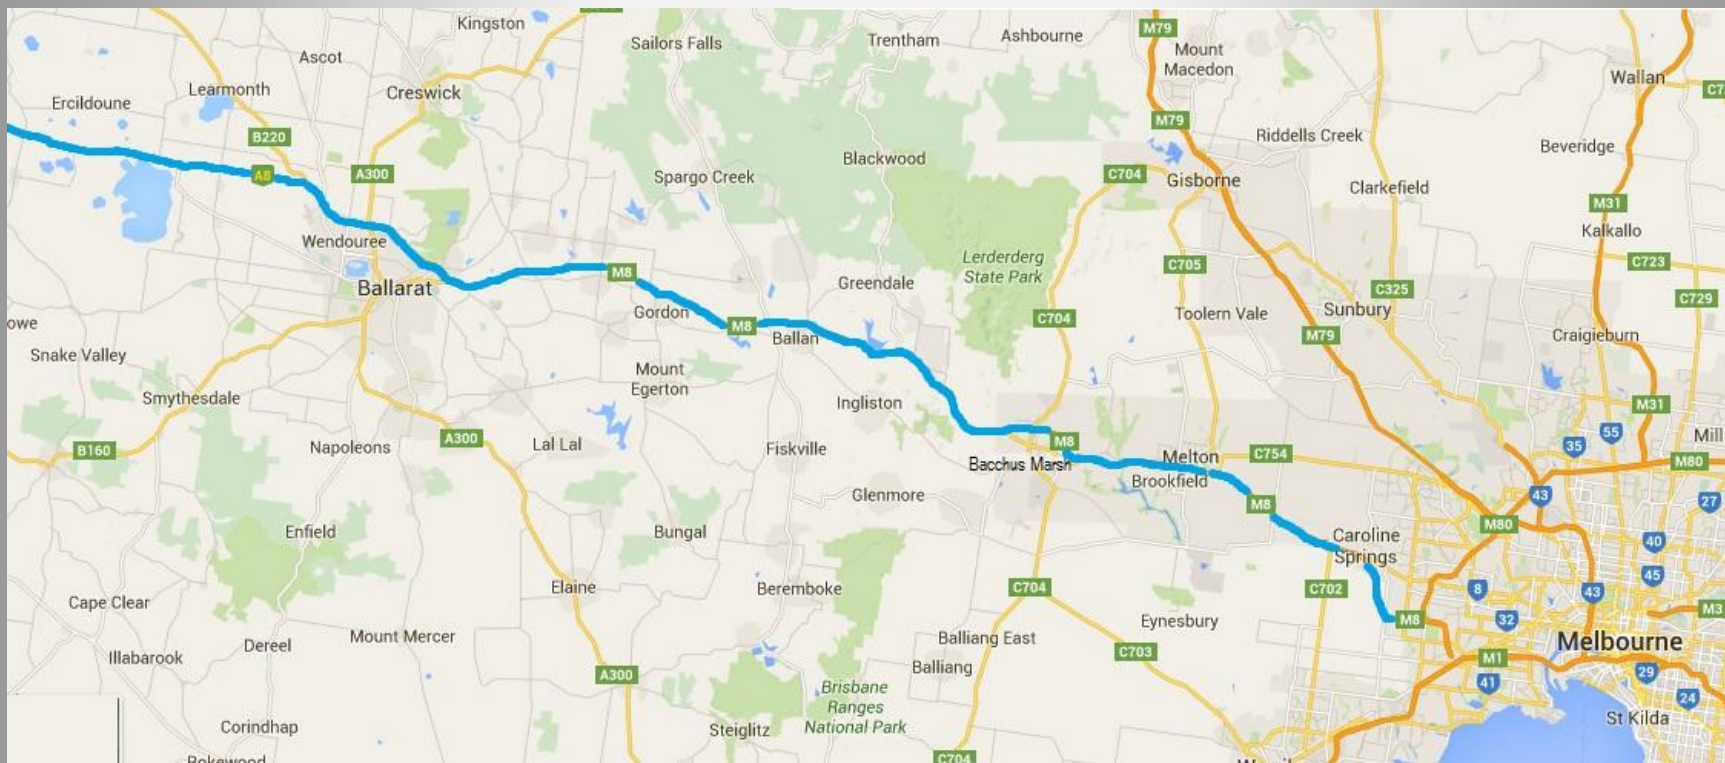 Kingston
Sailors Falls
Trentham
Ashbourne
M79
Mount
Macedon
Ascot
Wallan
Learmonth
Creswick
Ercildoune
M79
B220
Riddells Creek
Beveridge
Blackwood
A8
A300
Spargo Creek
C704
Gisborne
Clarkefield
M31
Kalkallo
Wendouree
Lerderderg
State Park
C705
C723
M8
Ballarat
Greendale
C325
C729
Gordon
M8
C704
Toolern Vale
Sunbury
owe
Ballan
M79
Craigieburn
Snake Valley
Mount
Egerton
Smythesdale
Ingliston
M31
A300
M8
35
55
Mill
B160
Napoleons
Lal Lal
Fiskville
Bacchus Marsh
Melton
C754
M80
Brookfield
Glenmore
M8
43
27
M80
Enfield
Bungal
Caroline
Springs
40
45
Elaine
Beremboke
C704
C702
8
43
Cape Clear
M3
Mount Mercer
Balliang East
Eynesbury
M8
32
Dereel
Illabarook
C703
Melbourne
Balliang
M1
A300
Brisbane
Ranges
National Park
41
29
24
Corindhap
Steiglitz
St Kilda
Rokewood
C704